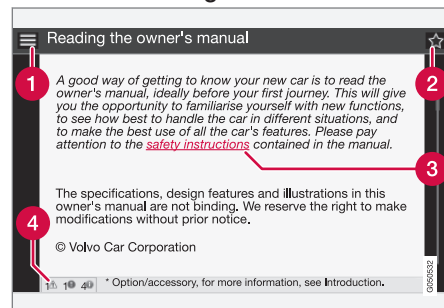 Reading the owner's manual
1
2
A good way of getting to know your new car is to read the
owner's manual, ideally before your first journey. This will give
you the opportunity to familiarise yourself with new functions,
to see how best to handle the car in different situations, and
to make the best use of all the car's features. Please pay
attention to the safety instructions contained in the manual.
3
The specifications, design features and illustrations in this
owner's manual are not binding. We reserve the right to make
modifications without prior notice.
4
© Volvo Car Corporation
G050532
1 1 4 * Option/accessory, for more information, see Introduction.